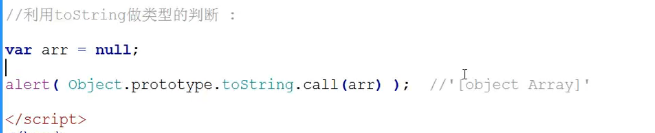 //利用toString做类型的判断 :
var arr = null;
alert( Object.prototype.toString.call(arr) );  //'[object Array]'
</script>